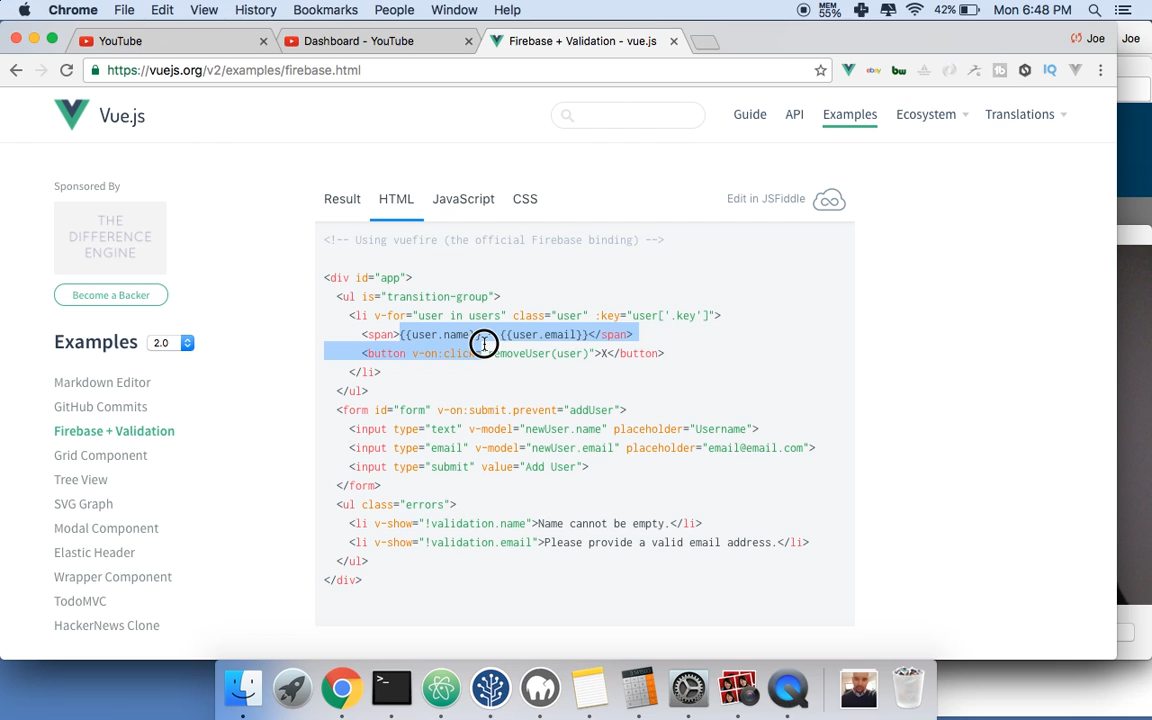 Chrome File Edit View History Bookmarks People Window Help
MEM 55% 42% Mon 6:48 PM
YouTube
Dashboard - YouTube
Firebase + Validation - vue.js
Joe
Joe
https://vuejs.org/v2/examples/firebase.html
ebay bw fb IQ
Vue.js
Guide API Examples Ecosystem Translations
Sponsored By
THE
DIFFERENCE
ENGINE
Become a Backer
Examples 2.0
Markdown Editor
GitHub Commits
Firebase + Validation
Grid Component
Tree View
SVG Graph
Modal Component
Elastic Header
Wrapper Component
TodoMVC
HackerNews Clone
Result HTML JavaScript CSS
Edit in JSFiddle
<!-- Using vuefire (the official Firebase binding) -->
<div id="app">
<ul is="transition-group">
<li v-for="user in users" class="user" :key="user['.key']">
<span>{{user.name} {{user.email}}</span>
<button v-on:click removeUser(user)">X</button>
</li>
</ul>
<form id="form" v-on:submit.prevent="addUser">
<input type="text" v-model="newUser.name" placeholder="Username">
<input type="email" v-model="newUser.email" placeholder="email@email.com">
<input type="submit" value="Add User">
</form>
<ul class="errors">
<li v-show="!validation.name">Name cannot be empty.</li>
<li v-show="!validation.email">Please provide a valid email address.</li>
</ul>
</div>